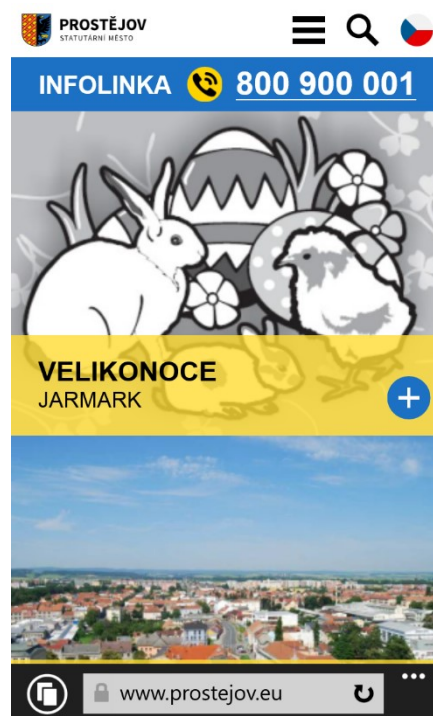 PROSTĚJOV
STATUTÁRNÍ MĚSTO
INFOLINKA 800 900 001
VELIKONOCE
JARMARK
www.prostejov.eu